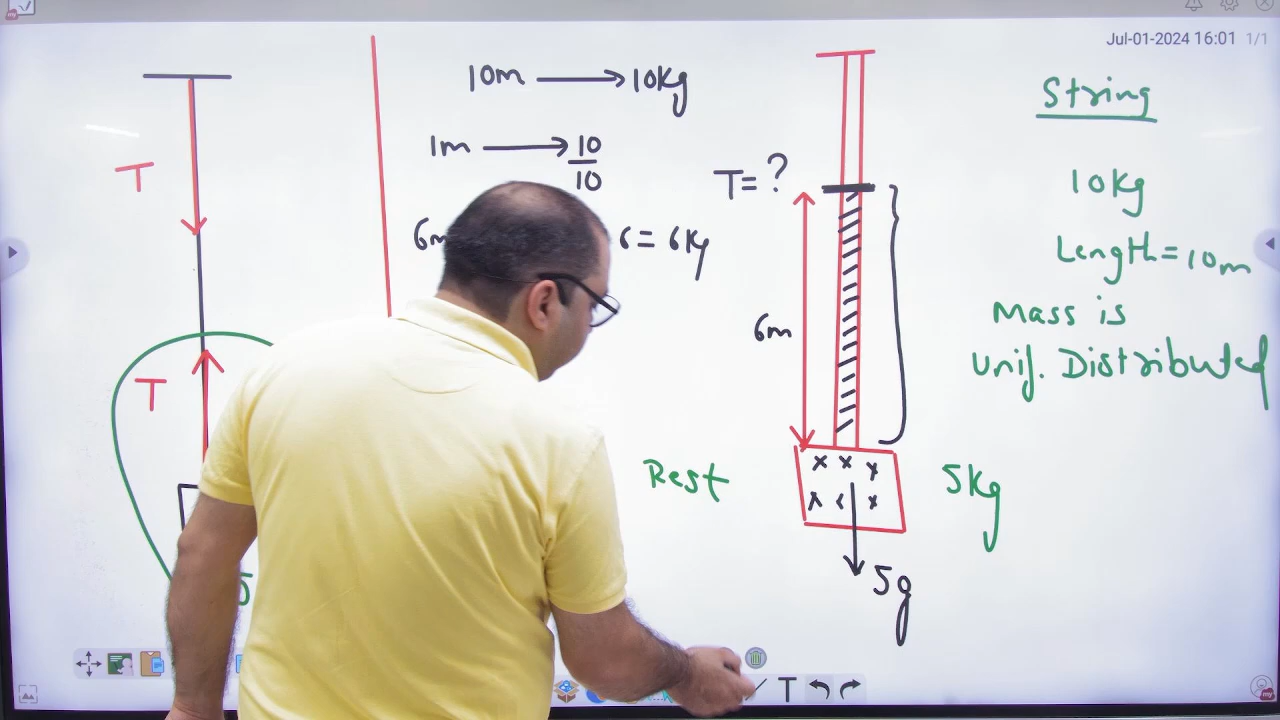 Jul-01-2024 16:01 1/1
T
T
10m → 10Kg
1m → 10/10
6m
6 = 6Kg
T = ?
6m
Rest
5Kg
5g
String
10Kg
Length = 10m
Mass is
Unif. Distributed
T